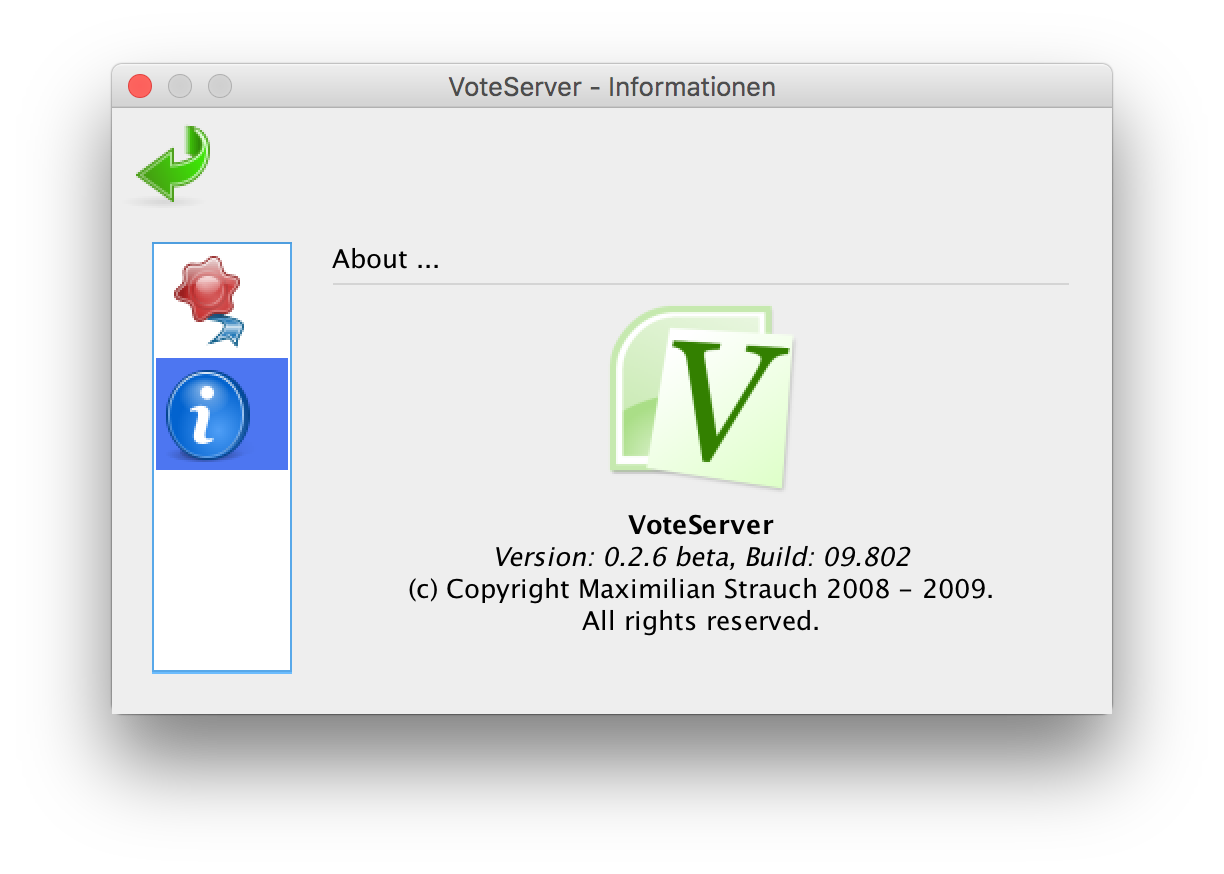 VoteServer - Informationen
About ...
V
VoteServer
Version: 0.2.6 beta, Build: 09.802
(c) Copyright Maximilian Strauch 2008 - 2009.
All rights reserved.